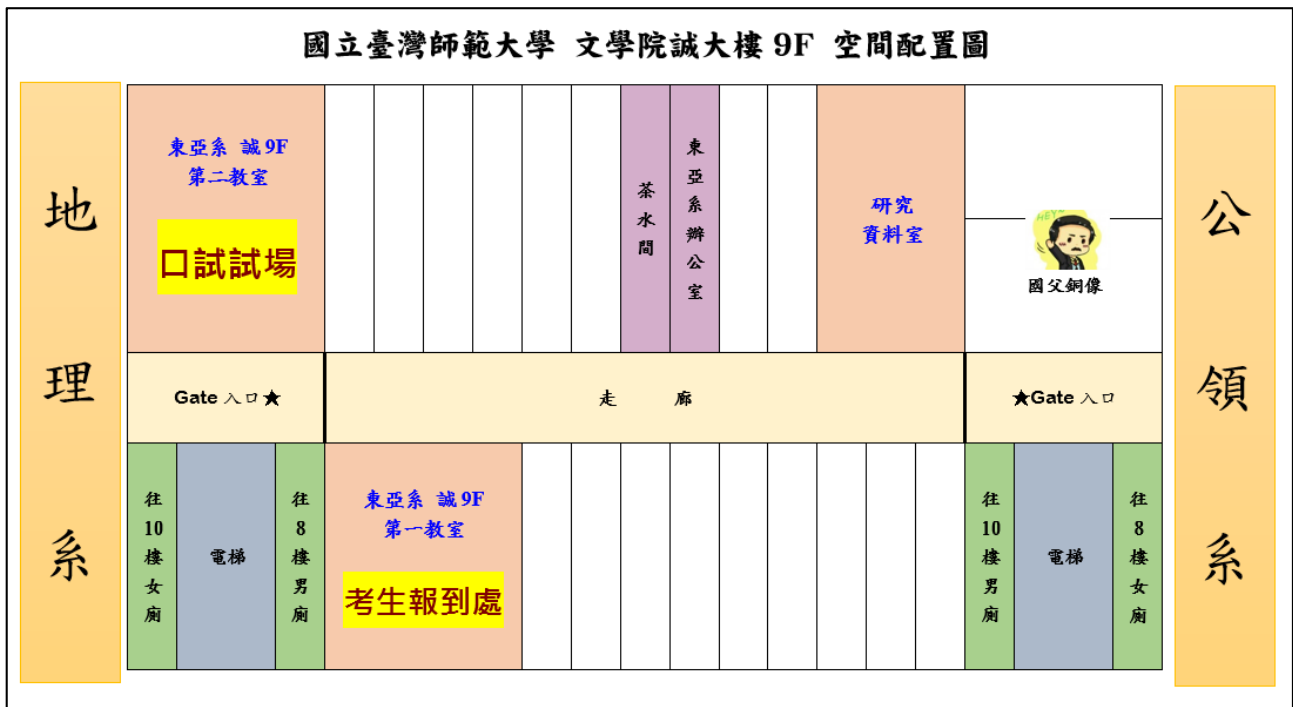 國立臺灣師範大學 文學院誠大樓 9F 空間配置圖
地理系
東亞系 誠 9F
第二教室
口試試場
茶水間
東亞系辦公室
研究
資料室
HEY
國父銅像
公領系
Gate 入口★
走 廊
★Gate 入口
往10樓女廁
電梯
往8樓男廁
東亞系 誠 9F
第一教室
考生報到處
往10樓男廁
電梯
往8樓女廁